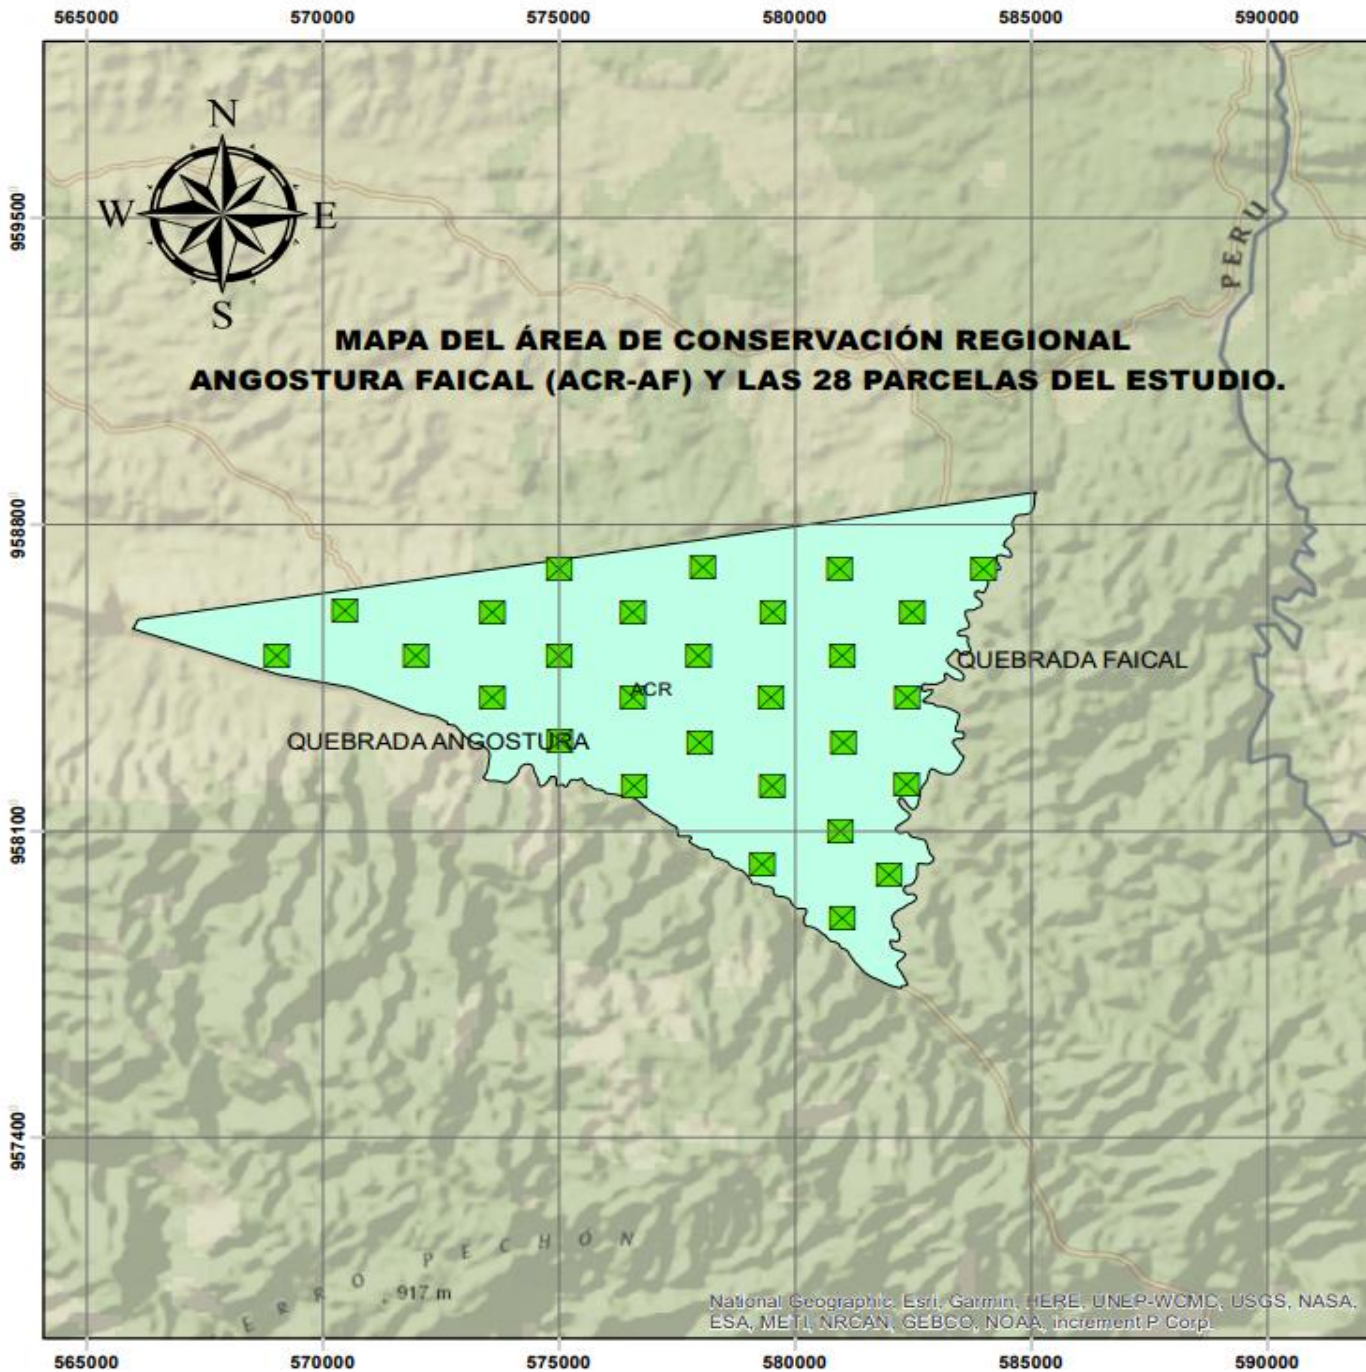 565000 570000 575000 580000 585000 590000
N
W E
S
959500
PERU
MAPA DEL ÁREA DE CONSERVACIÓN REGIONAL
ANGOSTURA FAICAL (ACR-AF) Y LAS 28 PARCELAS DEL ESTUDIO.
958800
QUEBRADA FAICAL
ACR
QUEBRADA ANGOSTURA
958100
957400
ERRO PECHÓN
917 m
National Geographic, Esri, Garmin, HERE, UNEP-WCMC, USGS, NASA,
ESA, METI, NRCAN, GEBCO, NOAA, increment P Corp.
565000 570000 575000 580000 585000 590000